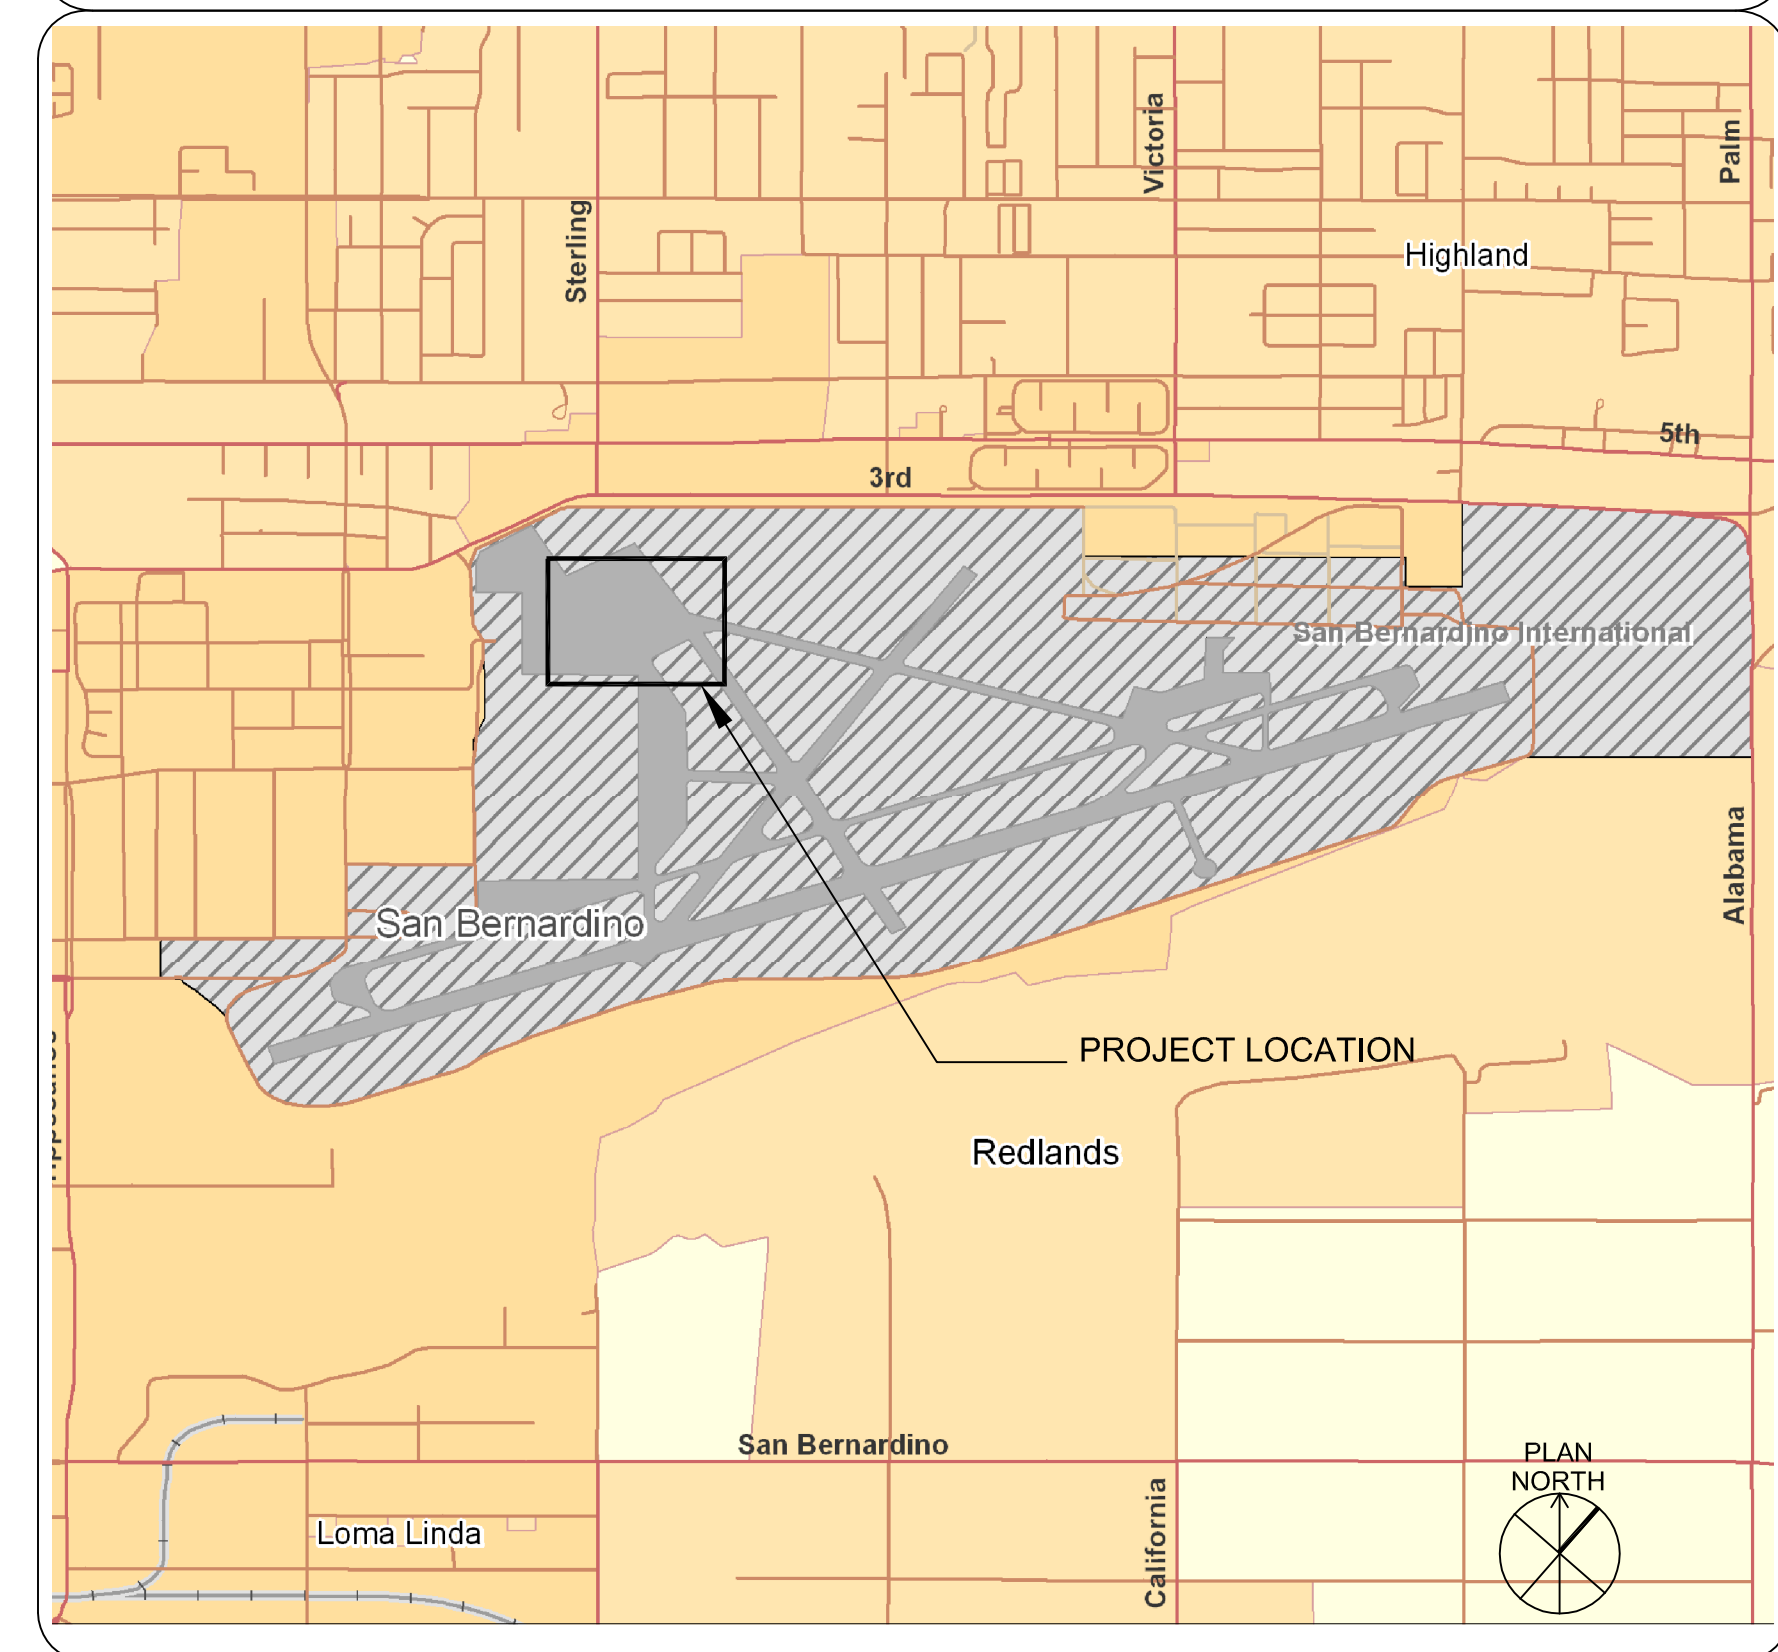 Victoria
Palm
Sterling
Highland
5th
3rd
San Bernardino International
Alabama
San Bernardino
PROJECT LOCATION
Redlands
San Bernardino
PLAN
NORTH
California
Loma Linda